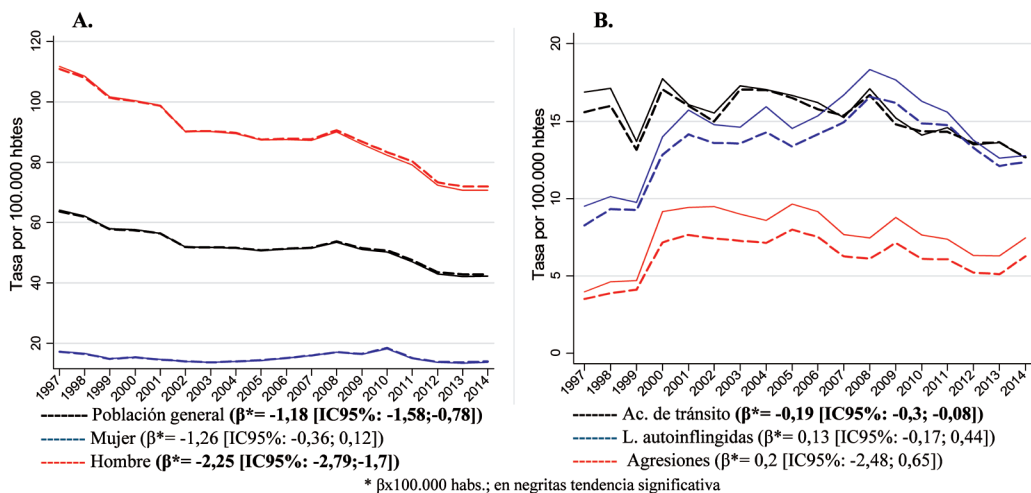 A.
B.
Tasa por 100.000 hbtes
120
100
80
60
40
20
1997 1998 1999 2000 2001 2002 2003 2004 2005 2006 2007 2008 2009 2010 2011 2012 2013 2014
Población general (β*= -1,18 [IC95%: -1,58;-0,78])
Mujer (β*= -1,26 [IC95%: -0,36; 0,12])
Hombre (β*= -2,25 [IC95%: -2,79;-1,7])
Tasa por 100.000 hbtes
20
15
10
5
0
1997 1998 1999 2000 2001 2002 2003 2004 2005 2006 2007 2008 2009 2010 2011 2012 2013 2014
Ac. de tránsito (β*= -0,19 [IC95%: -0,3; -0,08])
L. autoinflingidas (β*= 0,13 [IC95%: -0,17; 0,44])
Agresiones (β*= 0,2 [IC95%: -2,48; 0,65])
* βx100.000 habs.; en negritas tendencia significativa